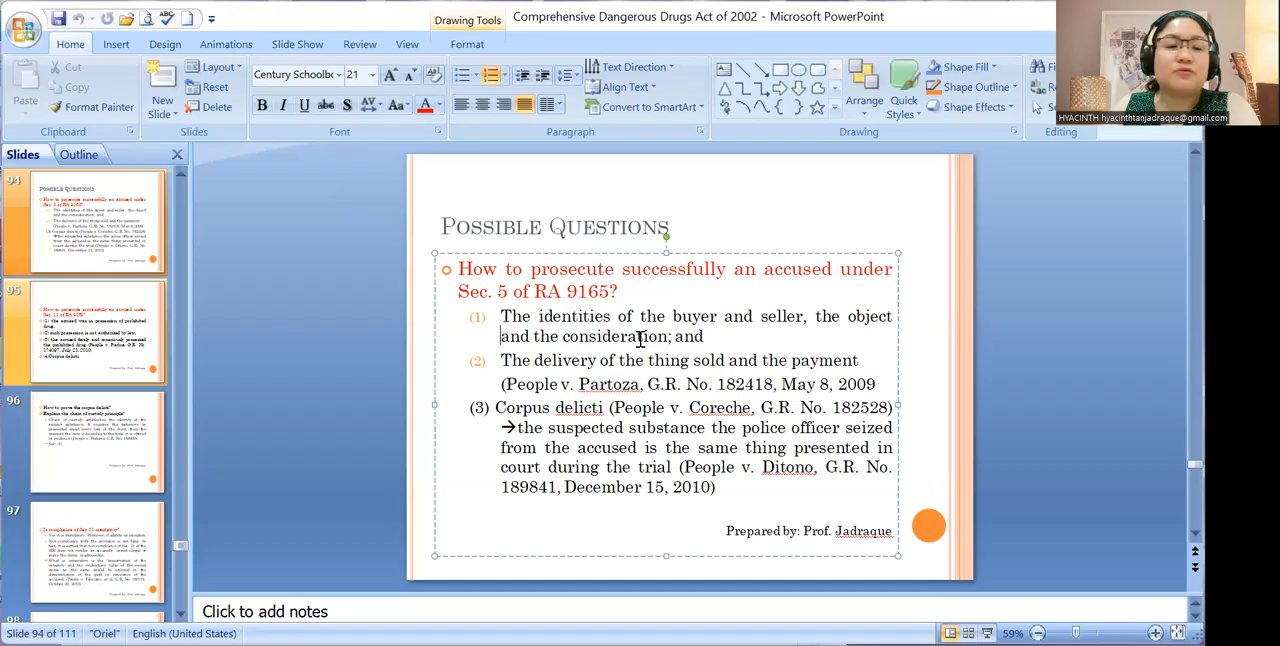 Drawing Tools
Comprehensive Dangerous Drugs Act of 2002 - Microsoft PowerPoint
Home Insert Design Animations Slide Show Review View Format
Paste
Cut
Copy
Format Painter
Clipboard
New Slide
Layout
Reset
Delete
Slides
Century Schoolbc 21
B I U abc S AV Aa A
Font
Text Direction
Align Text
Convert to SmartArt
Paragraph
Arrange
Quick Styles
Shape Fill
Shape Outline
Shape Effects
Drawing
Editing
HYACINTH hyacinthtanjadraque@gmail.com
Slides Outline
94
95
96
97
98
POSSIBLE QUESTIONS
How to prosecute successfully an accused under
Sec. 5 of RA 9165?
(1) The identities of the buyer and seller, the object
and the consideration; and
(2) The delivery of the thing sold and the payment
(People v. Partoza, G.R. No. 182418, May 8, 2009
(3) Corpus delicti (People v. Coreche, G.R. No. 182528)
→the suspected substance the police officer seized
from the accused is the same thing presented in
court during the trial (People v. Ditono, G.R. No.
189841, December 15, 2010)
Prepared by: Prof. Jadraque
Click to add notes
Slide 94 of 111 "Oriel" English (United States) 59%